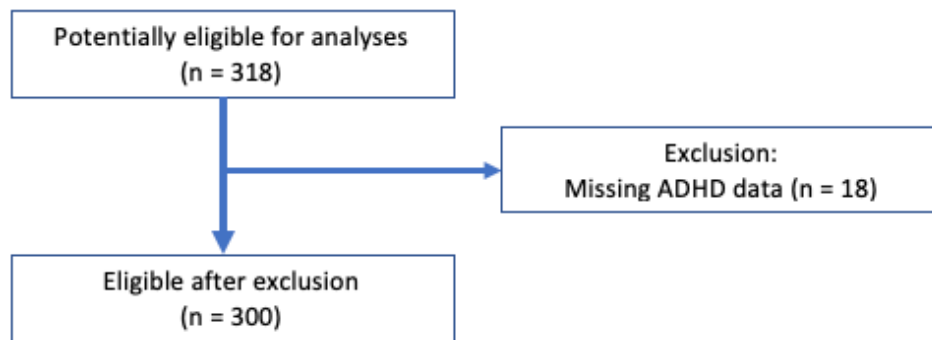 Potentially eligible for analyses
(n = 318)
Exclusion:
Missing ADHD data (n = 18)
Eligible after exclusion
(n = 300)